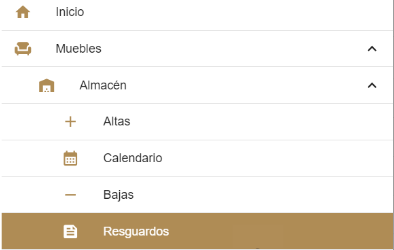 Inicio
Muebles
Almacén
Altas
Calendario
Bajas
Resguardos